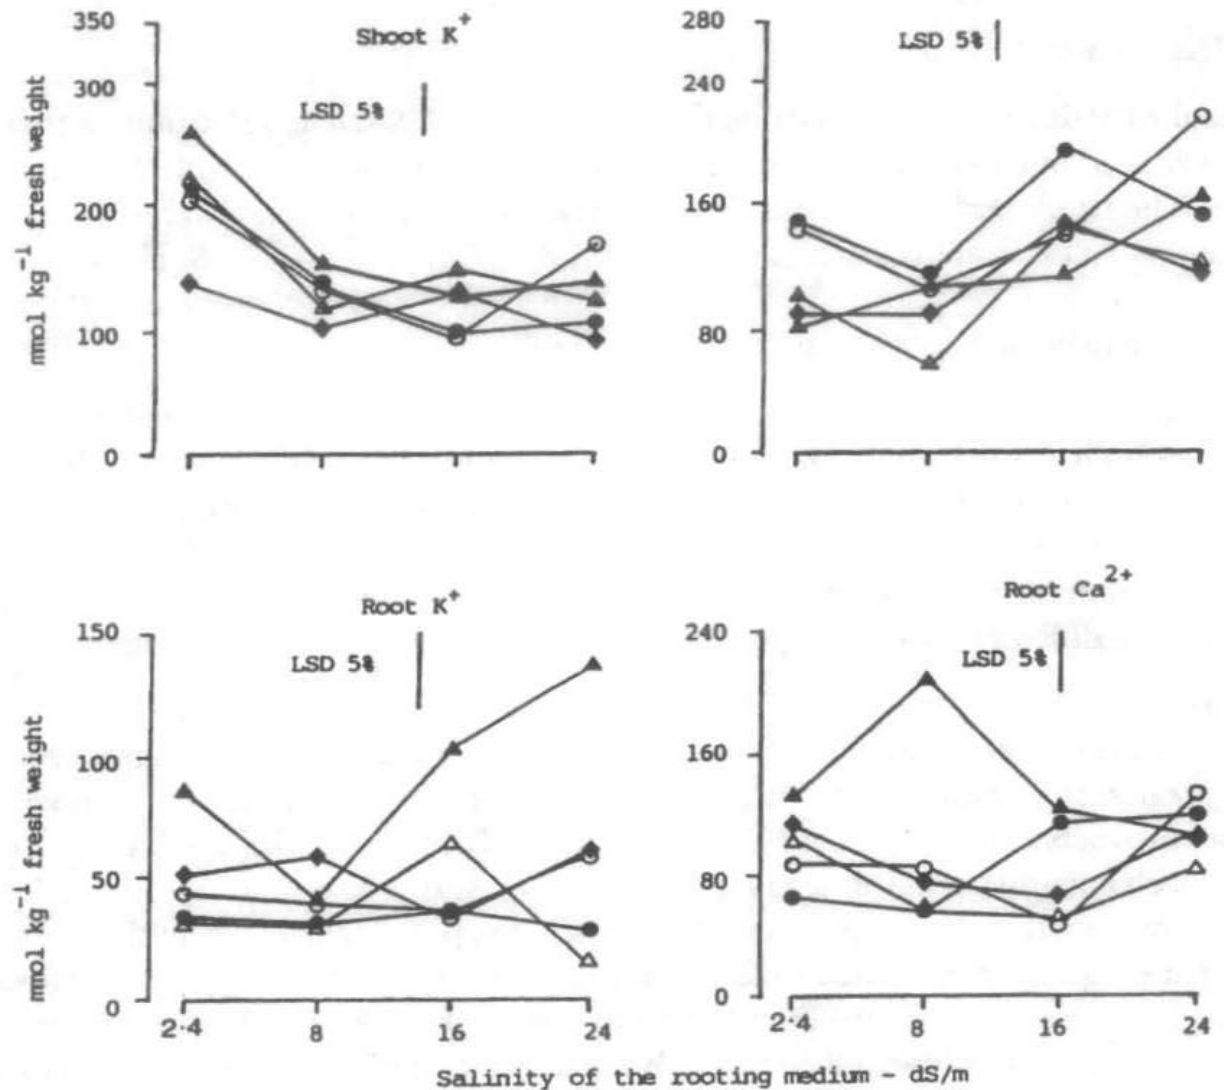 Shoot K+
LSD 5%
350
300
200
100
0
mmol kg⁻¹ fresh weight
LSD 5%
280
240
160
80
0
Root K+
LSD 5%
150
100
50
0
mmol kg⁻¹ fresh weight
2·4
8
16
24
Root Ca2+
LSD 5%
240
160
80
0
2·4
8
16
24
Salinity of the rooting medium - dS/m